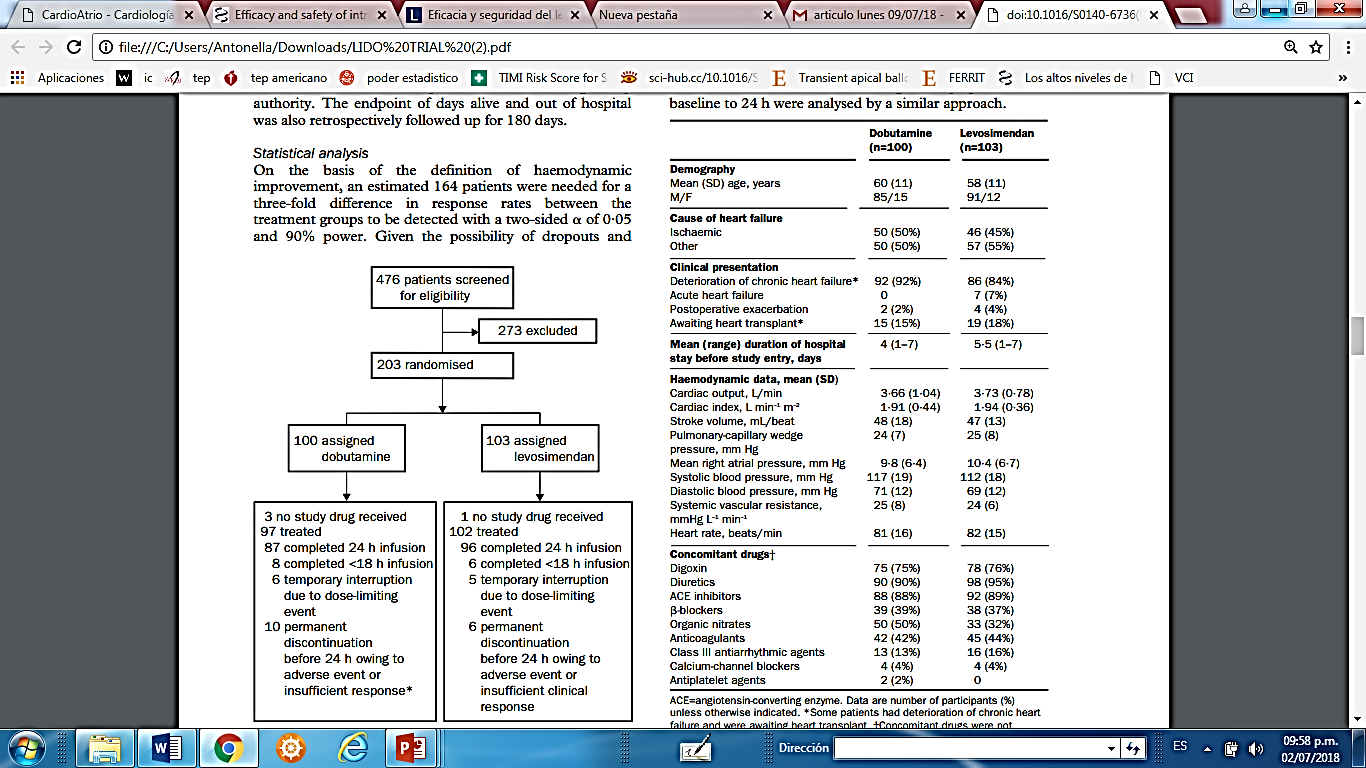 CardioAtrio - Cardiología
Efficacy and safety of intr
Eficacia y seguridad del le
Nueva pestaña
articulo lunes 09/07/18 -
doi:10.1016/S0140-6736(
file:///C:/Users/Antonella/Downloads/LIDO%20TRIAL%20(2).pdf
Aplicaciones
W
ic
tep
tep americano
poder estadistico
TIMI Risk Score for S
sci-hub.cc/10.1016/S
E Transient apical ballo
E FERRIT
Los altos niveles de
VCI
»
authority. The endpoint of days alive and out of hospital
was also retrospectively followed up for 180 days.
Statistical analysis
On the basis of the definition of haemodynamic
improvement, an estimated 164 patients were needed for a
three-fold difference in response rates between the
treatment groups to be detected with a two-sided α of 0·05
and 90% power. Given the possibility of dropouts and
476 patients screened
for eligibility
273 excluded
203 randomised
100 assigned
dobutamine
103 assigned
levosimendan
3 no study drug received
97 treated
87 completed 24 h infusion
8 completed <18 h infusion
6 temporary interruption
due to dose-limiting
event
10 permanent
discontinuation
before 24 h owing to
adverse event or
insufficient response*
1 no study drug received
102 treated
96 completed 24 h infusion
6 completed <18 h infusion
5 temporary interruption
due to dose-limiting
event
6 permanent
discontinuation
before 24 h owing to
adverse event or
insufficient clinical
response
baseline to 24 h were analysed by a similar approach.
Dobutamine Levosimendan
(n=100) (n=103)
Demography
Mean (SD) age, years 60 (11) 58 (11)
M/F 85/15 91/12
Cause of heart failure
Ischaemic 50 (50%) 46 (45%)
Other 50 (50%) 57 (55%)
Clinical presentation
Deterioration of chronic heart failure* 92 (92%) 86 (84%)
Acute heart failure 0 7 (7%)
Postoperative exacerbation 2 (2%) 4 (4%)
Awaiting heart transplant* 15 (15%) 19 (18%)
Mean (range) duration of hospital 4 (1–7) 5·5 (1–7)
stay before study entry, days
Haemodynamic data, mean (SD)
Cardiac output, L/min 3·66 (1·04) 3·73 (0·78)
Cardiac index, L min⁻¹ m⁻² 1·91 (0·44) 1·94 (0·36)
Stroke volume, mL/beat 48 (18) 47 (13)
Pulmonary-capillary wedge 24 (7) 25 (8)
pressure, mm Hg
Mean right atrial pressure, mm Hg 9·8 (6·4) 10·4 (6·7)
Systolic blood pressure, mm Hg 117 (19) 112 (18)
Diastolic blood pressure, mm Hg 71 (12) 69 (12)
Systemic vascular resistance, 25 (8) 24 (6)
mmHg L⁻¹ min⁻¹
Heart rate, beats/min 81 (16) 82 (15)
Concomitant drugs†
Digoxin 75 (75%) 78 (76%)
Diuretics 90 (90%) 98 (95%)
ACE inhibitors 88 (88%) 92 (89%)
β-blockers 39 (39%) 38 (37%)
Organic nitrates 50 (50%) 33 (32%)
Anticoagulants 42 (42%) 45 (44%)
Class III antiarrhythmic agents 13 (13%) 16 (16%)
Calcium-channel blockers 4 (4%) 4 (4%)
Antiplatelet agents 2 (2%) 0
ACE=angiotensin-converting enzyme. Data are number of participants (%)
unless otherwise indicated. *Some patients had deterioration of chronic heart
failure and were awaiting heart transplant. †Concomitant drugs were not
Dirección
ES
09:58 p.m.
02/07/2018